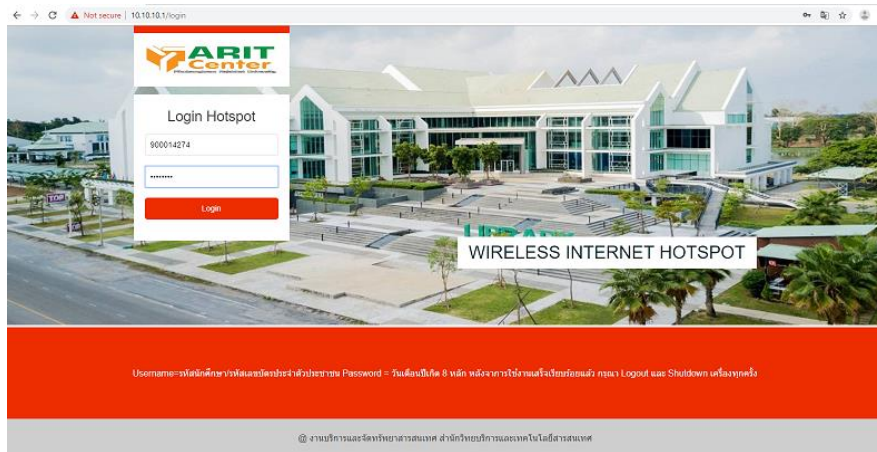 Not secure | 10.10.10.1/login
ARIT
Center
Login Hotspot
900014274
••••••••
Login
TOP
LIBRARY
WIRELESS INTERNET HOTSPOT
Username=รหัสนักศึกษา/รหัสเลขบัตรประจำตัวประชาชน Password = วันเดือนปีเกิด 8 หลัก หลังจากการใช้งานเสร็จเรียบร้อยแล้ว กรุณา Logout และ Shutdown เครื่องทุกครั้ง
@ งานบริการและจัดทรัพยาสารสนเทศ สำนักวิทยบริการและเทคโนโลยีสารสนเทศ